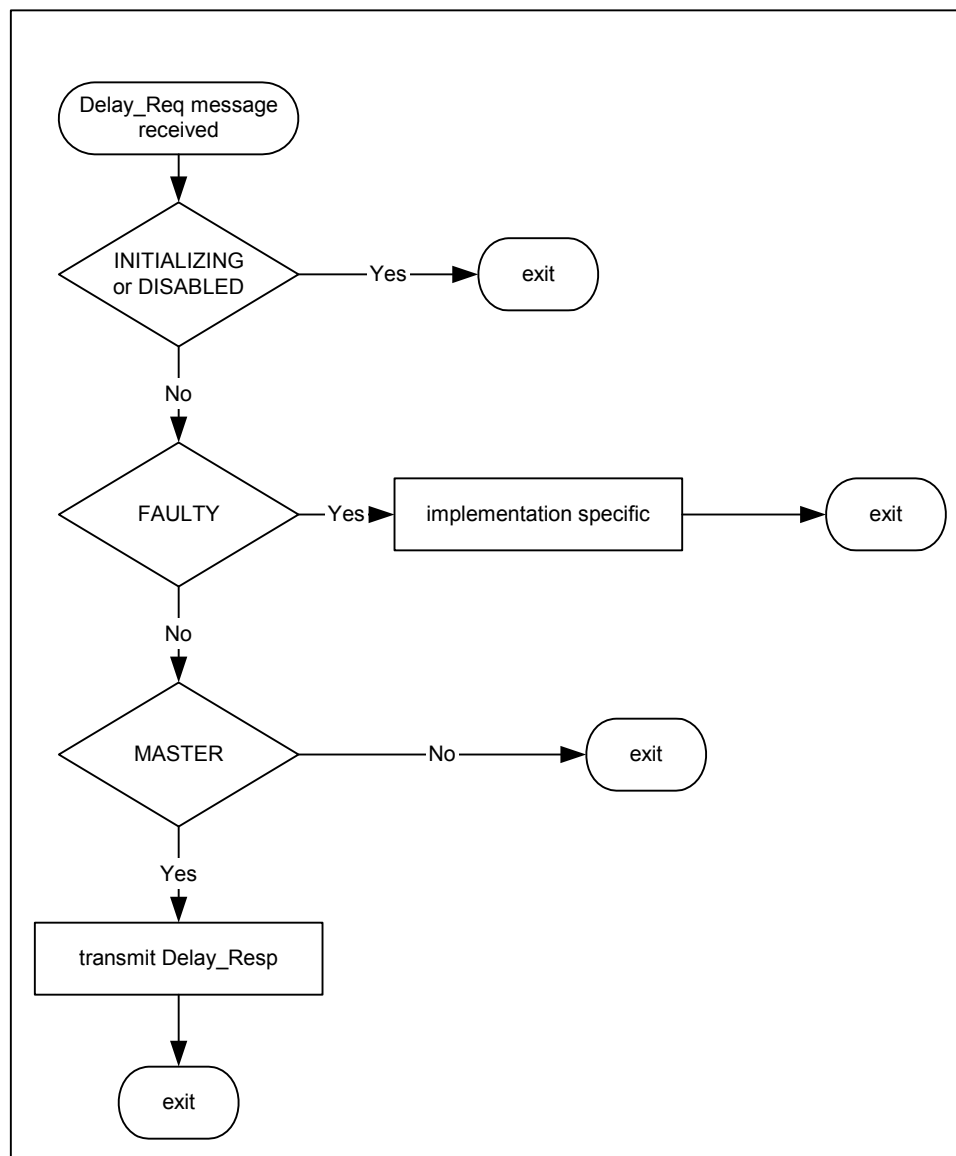 Delay_Req message
received
INITIALIZING
or DISABLED
Yes
exit
No
FAULTY
Yes
implementation specific
exit
No
MASTER
No
exit
Yes
transmit Delay_Resp
exit